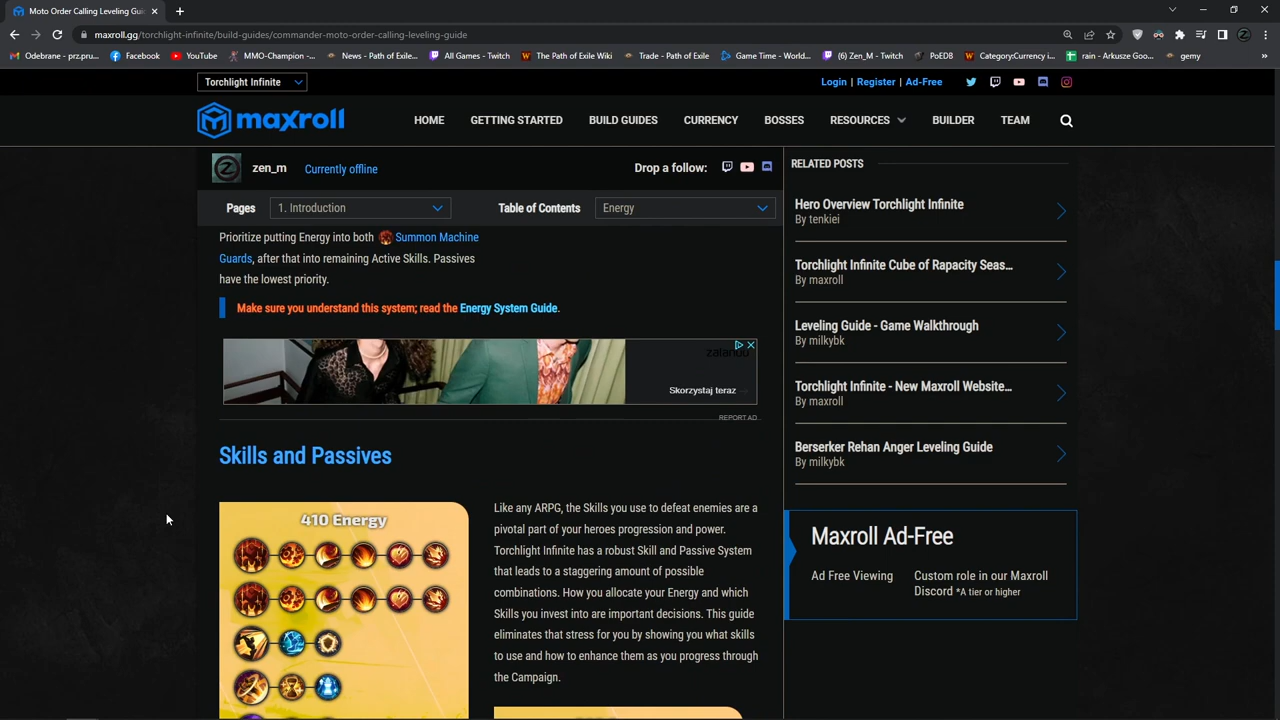 Moto Order Calling Leveling Gui
maxroll.gg/torchlight-infinite/build-guides/commander-moto-order-calling-leveling-guide
Odebrane - prz.pru... Facebook YouTube MMO-Champion -... News - Path of Exile... All Games - Twitch The Path of Exile Wiki Trade - Path of Exile Game Time - World... (6) Zen_M - Twitch PoEDB Category:Currency i... rain - Arkusze Goo... gemy »
Torchlight Infinite
Login | Register | Ad-Free
maxroll
HOME GETTING STARTED BUILD GUIDES CURRENCY BOSSES RESOURCES BUILDER TEAM
zen_m Currently offline Drop a follow:
Pages 1. Introduction Table of Contents Energy
Prioritize putting Energy into both Summon Machine
Guards, after that into remaining Active Skills. Passives
have the lowest priority.
Make sure you understand this system; read the Energy System Guide.
zalando
Skorzystaj teraz
REPORT AD
Skills and Passives
410 Energy
Like any ARPG, the Skills you use to defeat enemies are a
pivotal part of your heroes progression and power.
Torchlight Infinite has a robust Skill and Passive System
that leads to a staggering amount of possible
combinations. How you allocate your Energy and which
Skills you invest into are important decisions. This guide
eliminates that stress for you by showing you what skills
to use and how to enhance them as you progress through
the Campaign.
RELATED POSTS
Hero Overview Torchlight Infinite
By tenkiei
Torchlight Infinite Cube of Rapacity Seas...
By maxroll
Leveling Guide - Game Walkthrough
By milkybk
Torchlight Infinite - New Maxroll Website...
By maxroll
Berserker Rehan Anger Leveling Guide
By milkybk
Maxroll Ad-Free
Ad Free Viewing
Custom role in our Maxroll
Discord *A tier or higher